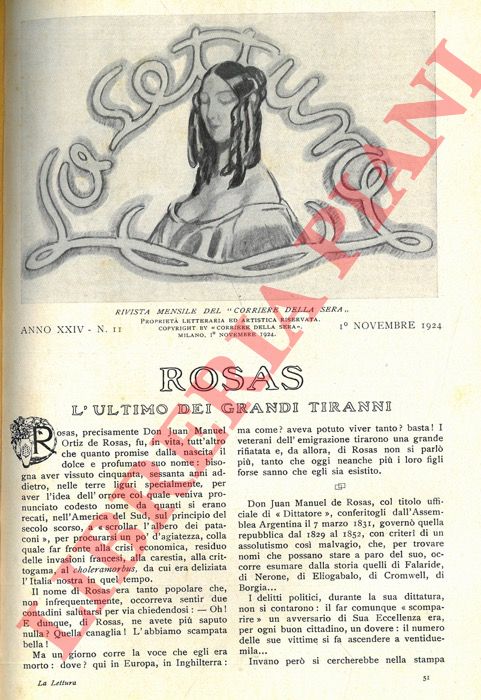 la lettura
RIVISTA MENSILE DEL "CORRIERE DELLA SERA"
PROPRIETÀ LETTERARIA ED ARTISTICA RISERVATA.
ANNO XXIV - N. 11
COPYRIGHT BY «CORRIERE DELLA SERA».
1º NOVEMBRE 1924
MILANO, 1º NOVEMBRE 1924.
ROSAS
L'ULTIMO DEI GRANDI TIRANNI
Rosas, precisamente Don Juan Manuel
Ortiz de Rosas, fu, in vita, tutt'altro
che quanto promise dalla nascita il
dolce e profumato suo nome: biso-
gna aver vissuto cinquanta, sessanta anni ad-
dietro, nelle terre liguri specialmente, per
aver l'idea dell'orrore col quale veniva pro-
nunciato codesto nome da quanti si erano
recati, nell'America del Sud, sul principio del
secolo scorso, a «scrollar l'albero dei pata-
coni», per procurarsi un po' d'agiatezza, colla
quale far fronte alla crisi economica, residuo
delle invasioni francesi, alla carestia, alla crit-
togama, al choleramorbus, da cui era deliziata
l'Italia nostra in quel tempo.
Il nome di Rosas era tanto popolare che,
non infrequentemente, occorreva sentir due
contadini salutarsi per via chiedendosi: — Oh!
E dunque, di Rosas, ne avete più saputo
nulla? Quella canaglia! L'abbiamo scampata
bella!
Ma un giorno corre la voce che egli era
morto: dove? qui in Europa, in Inghilterra:
ma come? aveva potuto viver tanto? basta! I
veterani dell'emigrazione tirarono una grande
rifiatata e, da allora, di Rosas non si parlò
più, tanto che oggi neanche più i loro figli
forse sanno che egli sia esistito.
Don Juan Manuel de Rosas, col titolo uffi-
ciale di «Dittatore», conferitogli dall'Assem-
blea Argentina il 7 marzo 1831, governò quella
repubblica dal 1829 al 1852, con criteri di un
assolutismo così malvagio, che, per trovare
nomi che possano stare a paro del suo, oc-
corre esumare dalla storia quelli di Falaride,
di Nerone, di Eliogabalo, di Cromwell, di
Borgia...
I delitti politici, durante la sua dittatura,
non si contarono: il far comunque «scompa-
rire» un avversario di Sua Eccellenza era,
per ogni buon cittadino, un dovere: il numero
delle sue vittime si fa ascendere a ventidue-
mila...
Invano però si cercherebbe nella stampa
La Lettura
51
LIBRERIA PIANI